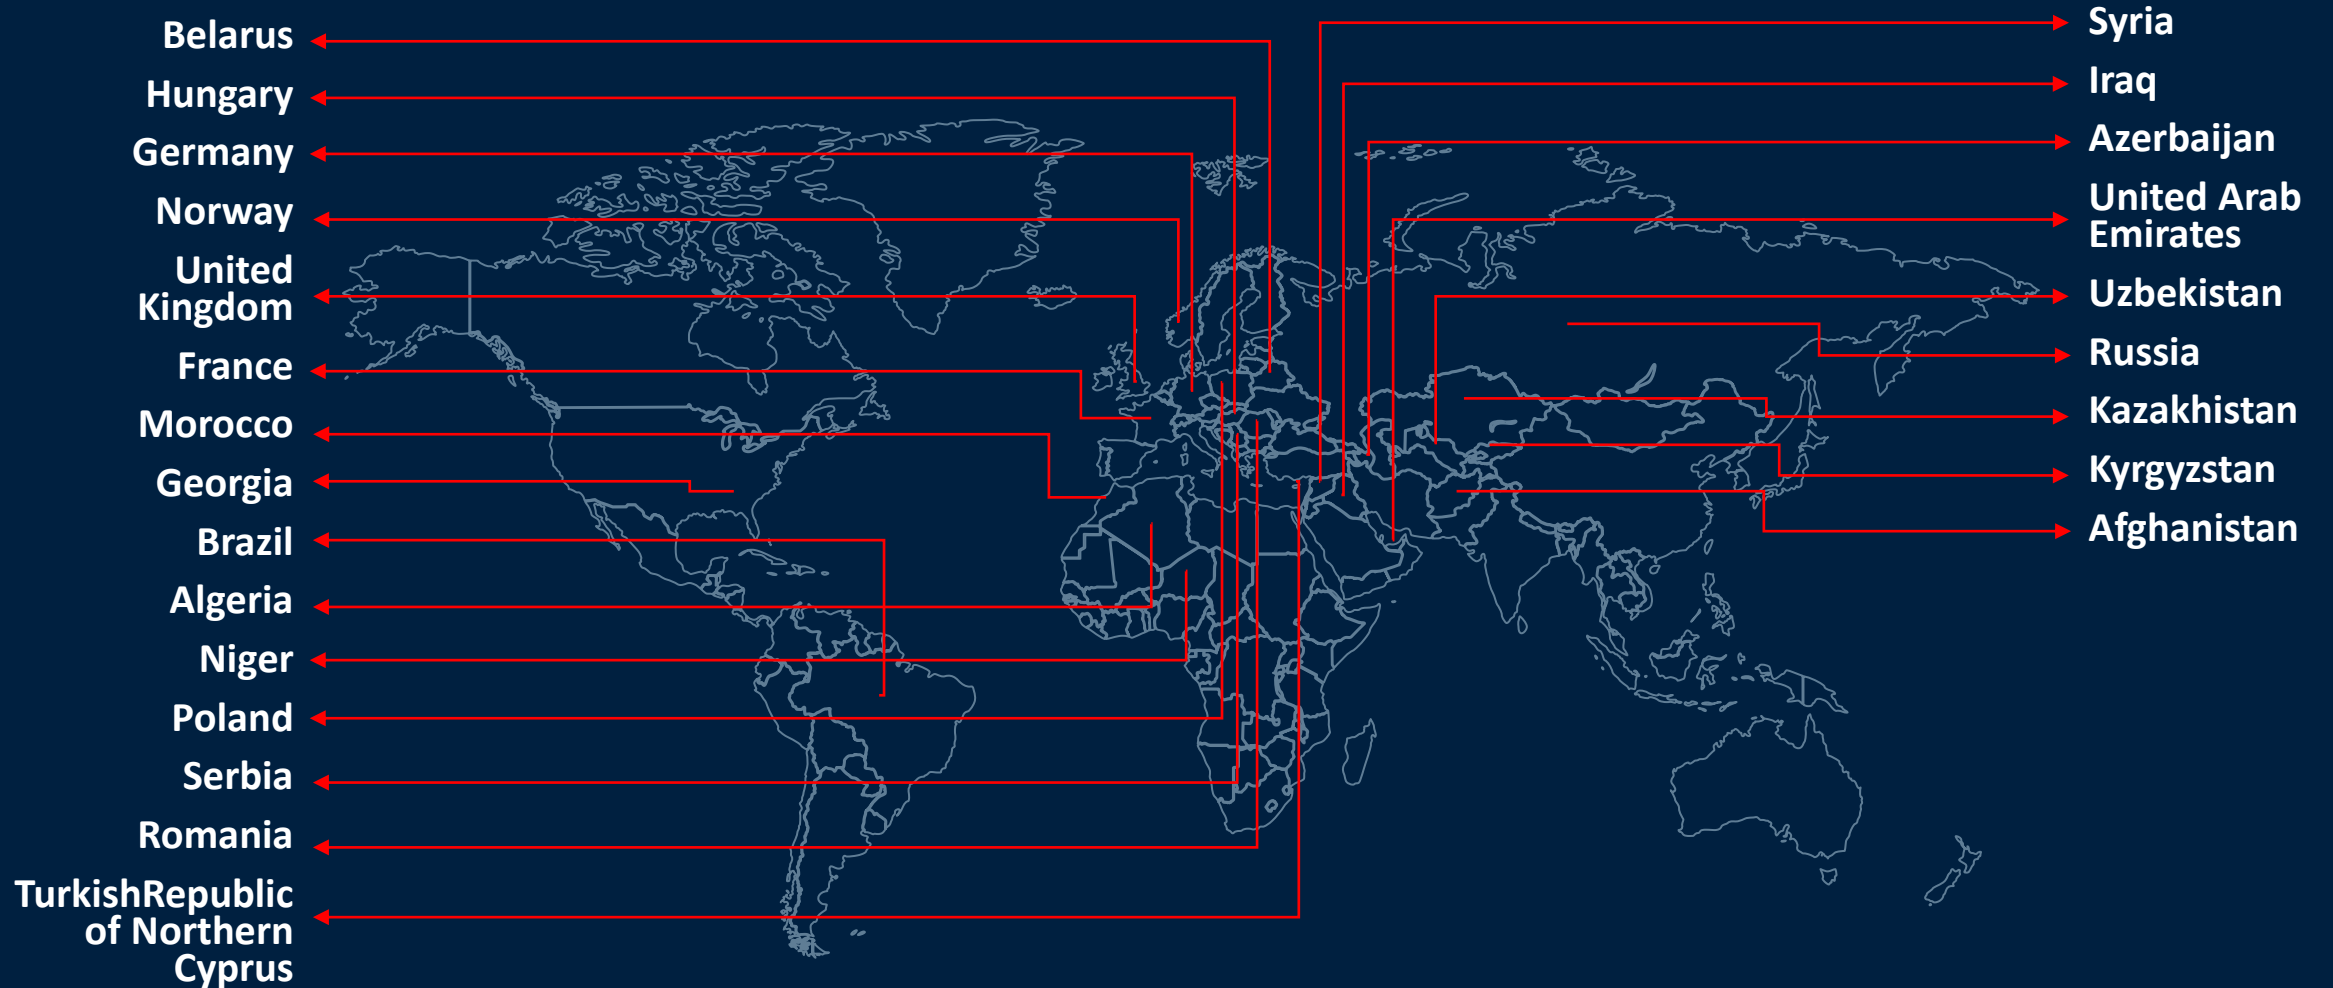 Belarus
Hungary
Germany
Norway
United
Kingdom
France
Morocco
Georgia
Brazil
Algeria
Niger
Poland
Serbia
Romania
TurkishRepublic
of Northern
Cyprus
Syria
Iraq
Azerbaijan
United Arab
Emirates
Uzbekistan
Russia
Kazakhistan
Kyrgyzstan
Afghanistan